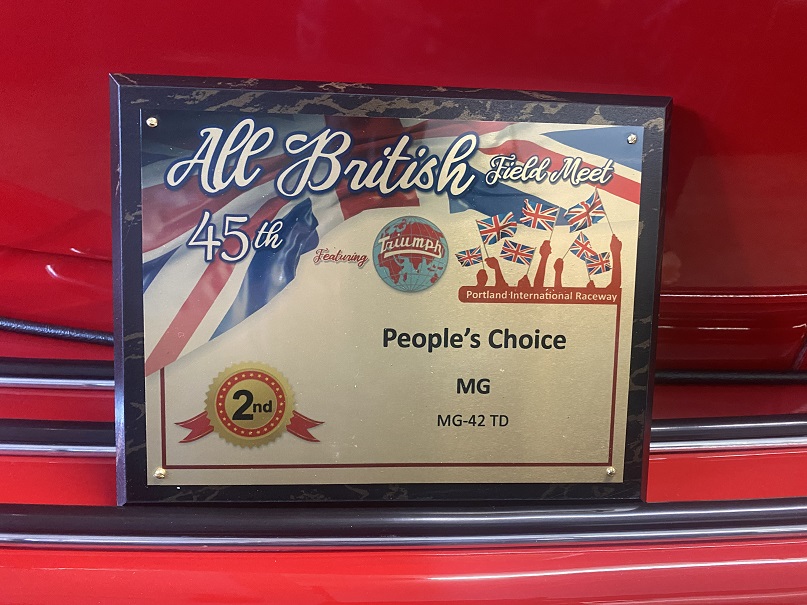 All British Field Meet
45th
Featuring
Triumph
Portland International Raceway
People's Choice
MG
MG-42 TD
2nd